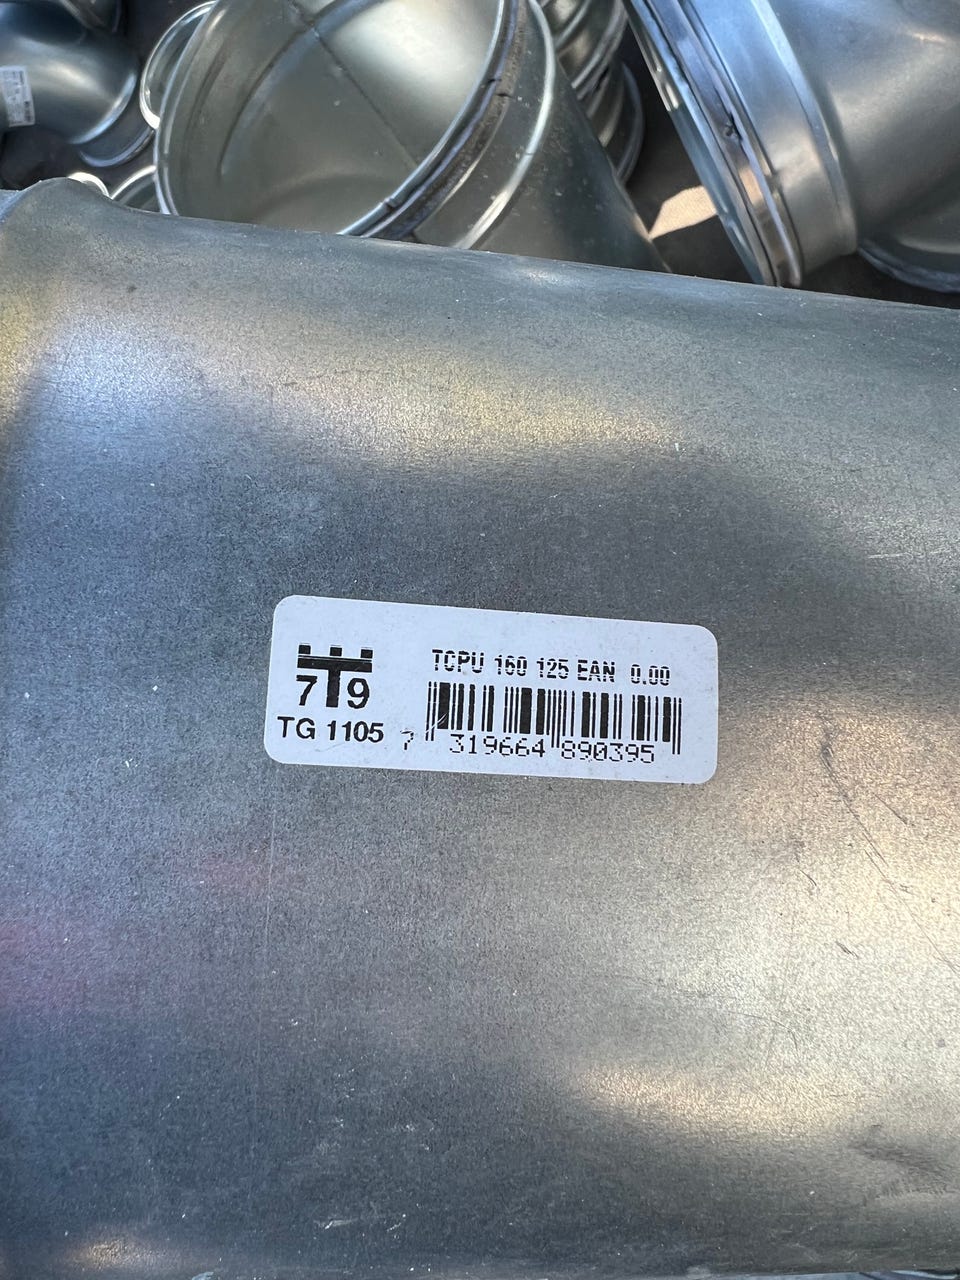 TCPU 160 125 EAN 0.00
7 9
TG 1105
7 319664 890395